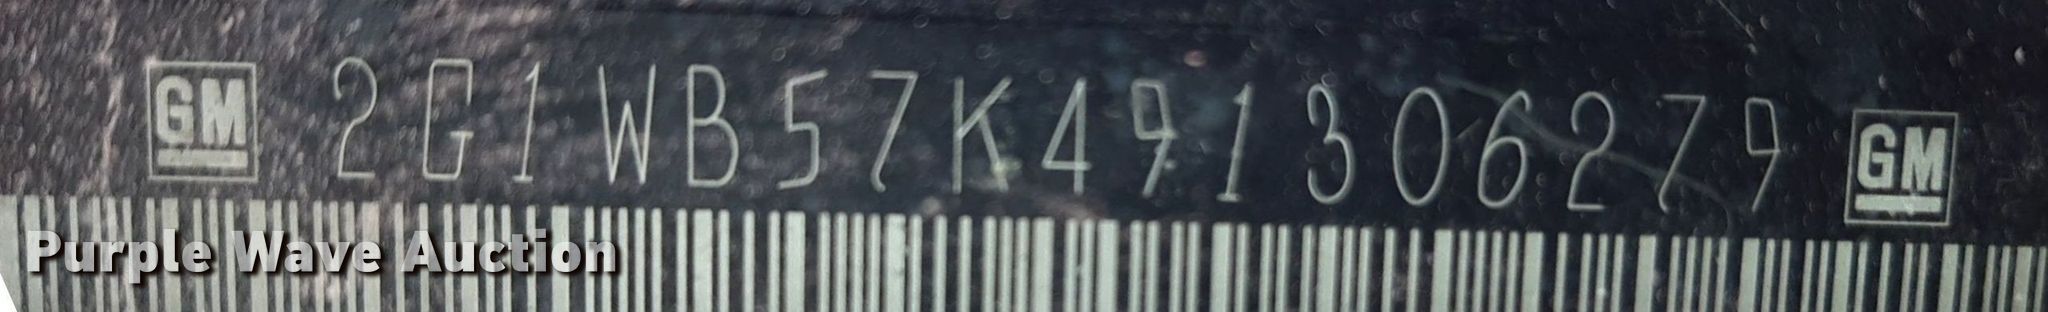 GM 2G1WB57K491306279 GM
Purple Wave Auction